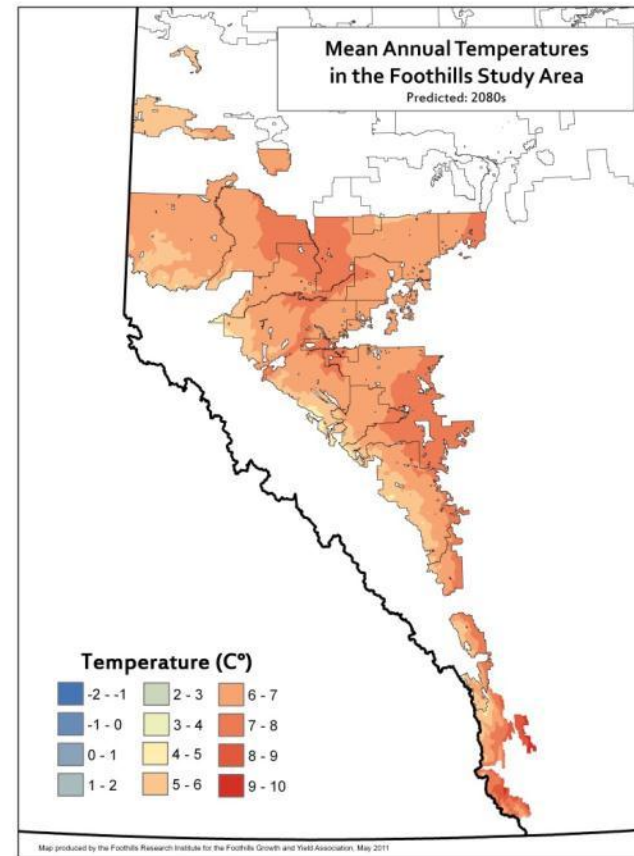 Mean Annual Temperatures
in the Foothills Study Area
Predicted: 2080s
Temperature (C°)
-2 - -1
-1 - 0
0 - 1
1 - 2
2 - 3
3 - 4
4 - 5
5 - 6
6 - 7
7 - 8
8 - 9
9 - 10
Map produced by the Foothills Research Institute for the Foothills Growth and Yield Association, May 2011